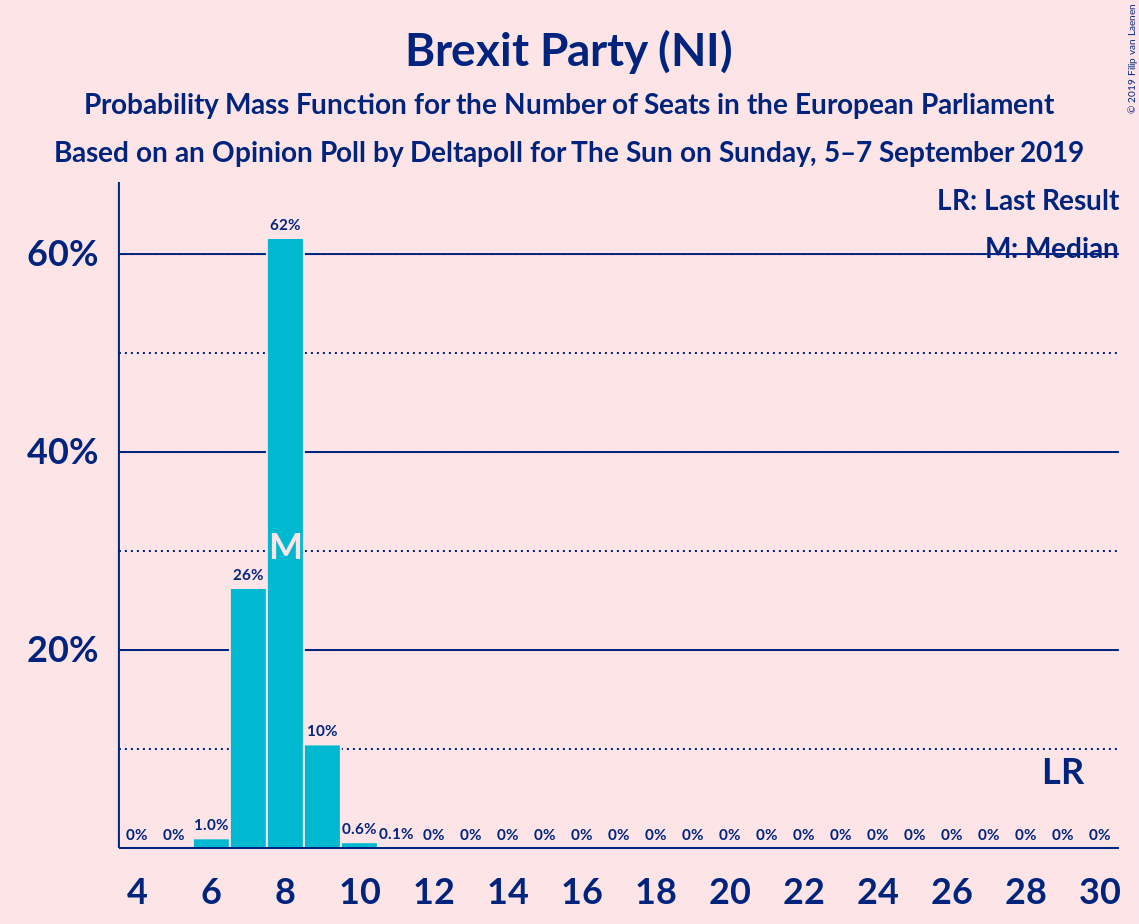 Brexit Party (NI)
Probability Mass Function for the Number of Seats in the European Parliament
Based on an Opinion Poll by Deltapoll for The Sun on Sunday, 5–7 September 2019
© 2019 Filip van Laenen
LR: Last Result
M: Median
60%
40%
20%
62%
M
26%
10%
LR
0% 0% 1.0% 0.6% 0.1% 0% 0% 0% 0% 0% 0% 0% 0% 0% 0% 0% 0% 0% 0% 0% 0% 0% 0% 0%
4 6 8 10 12 14 16 18 20 22 24 26 28 30